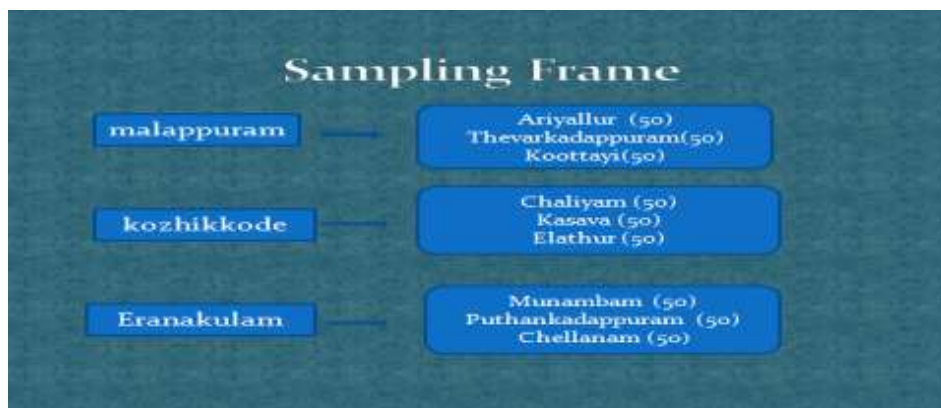 Sampling Frame
malappuram
Ariyallur (50)
Thevarkadappuram(50)
Koottayi(50)
kozhikkode
Chaliyam (50)
Kasava (50)
Elathur (50)
Eranakulam
Munambam (50)
Puthankadappuram (50)
Chellanam (50)